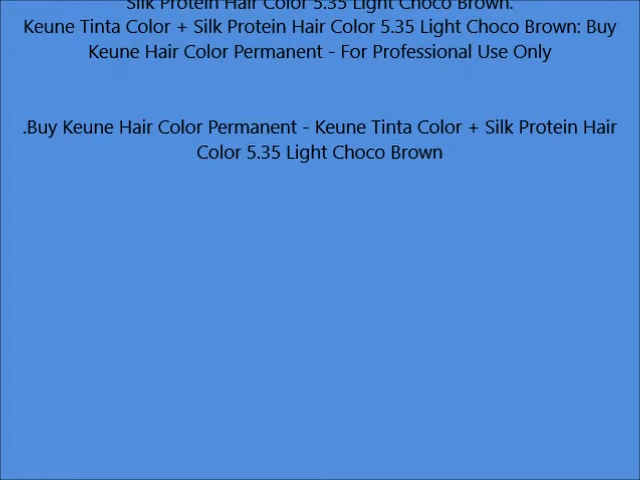 Silk Protein Hair Color 5.35 Light Choco Brown.
Keune Tinta Color + Silk Protein Hair Color 5.35 Light Choco Brown: Buy
Keune Hair Color Permanent - For Professional Use Only
.Buy Keune Hair Color Permanent - Keune Tinta Color + Silk Protein Hair
Color 5.35 Light Choco Brown